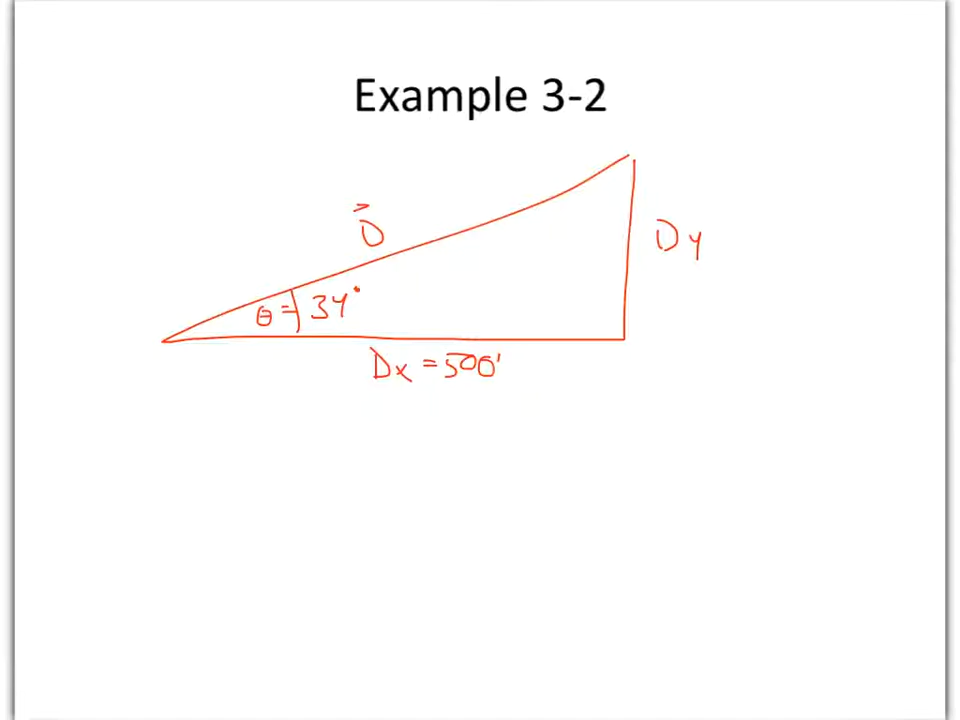 Example 3-2
D⃗
Dy
θ = 34°
Dx = 500'